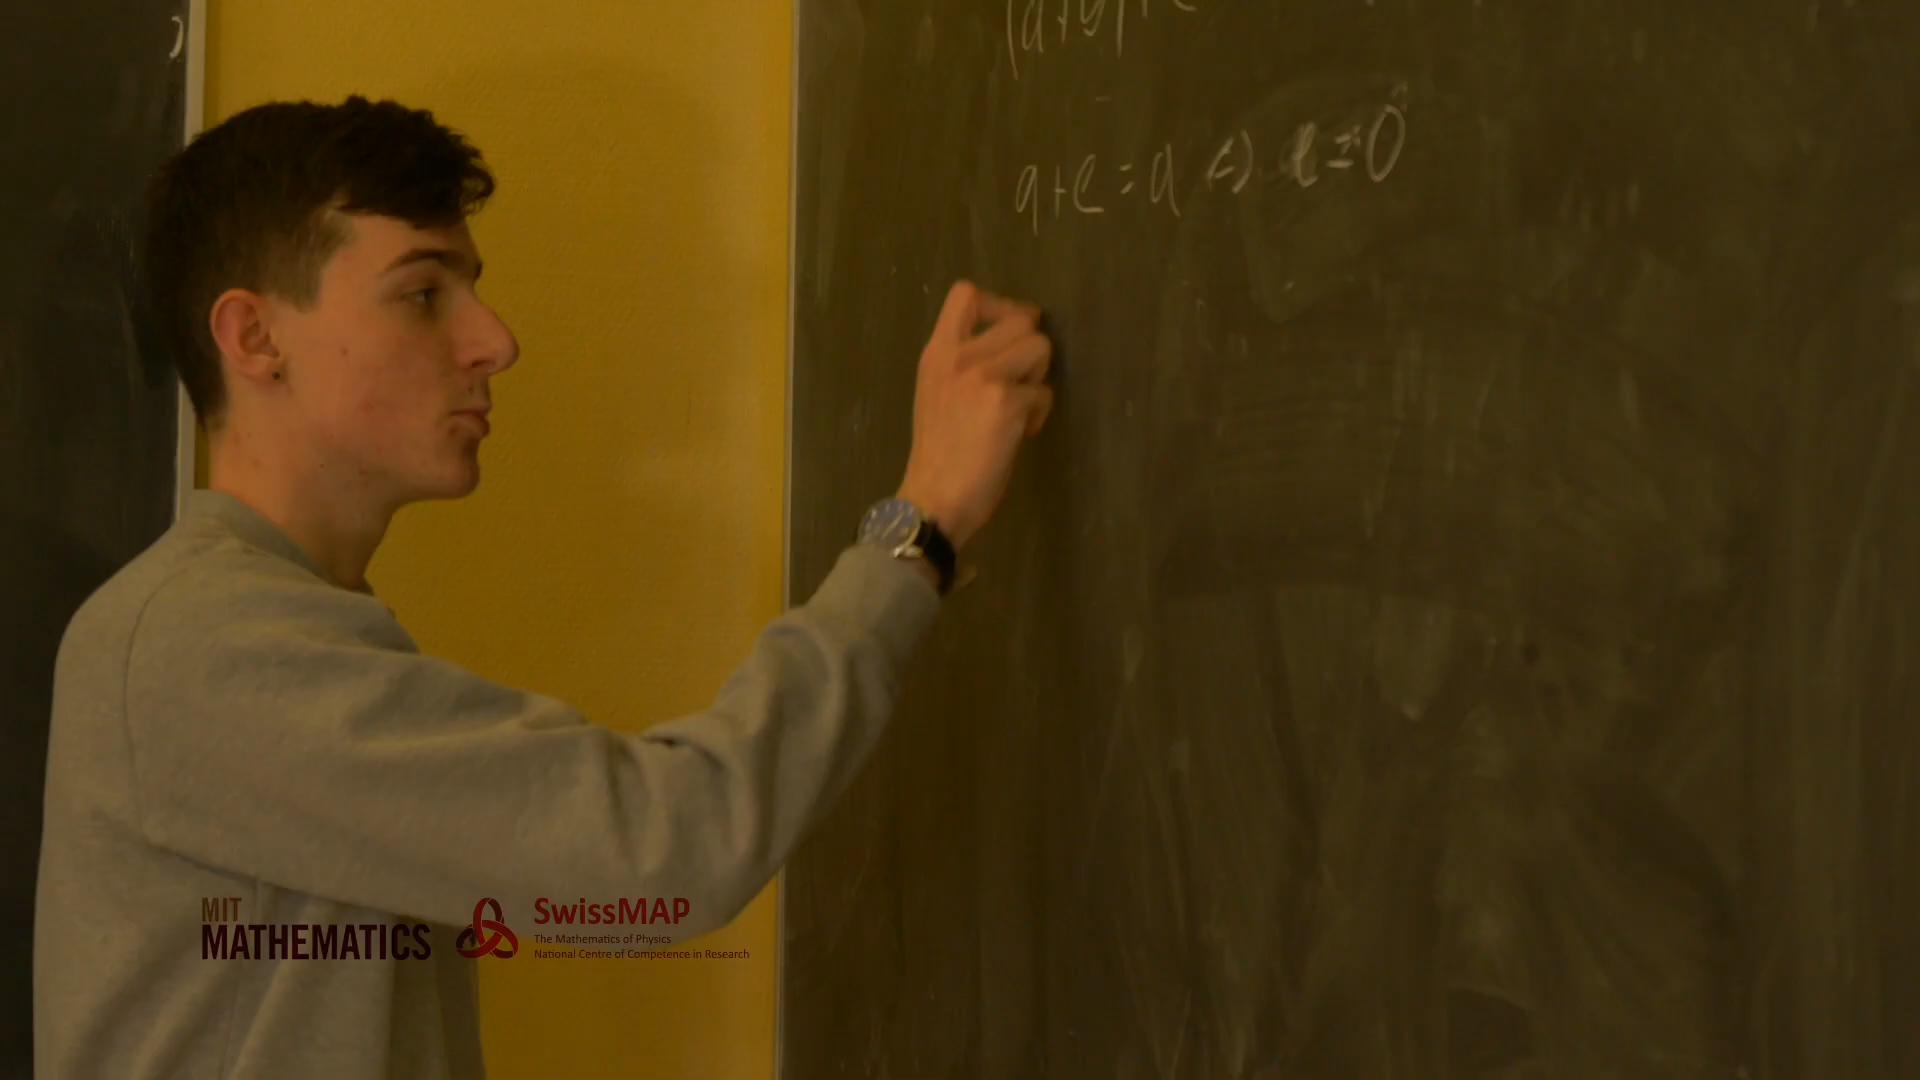 (a+b)+c
a+e=a ⇔ e=0
MIT
MATHEMATICS
SwissMAP
The Mathematics of Physics
National Centre of Competence in Research